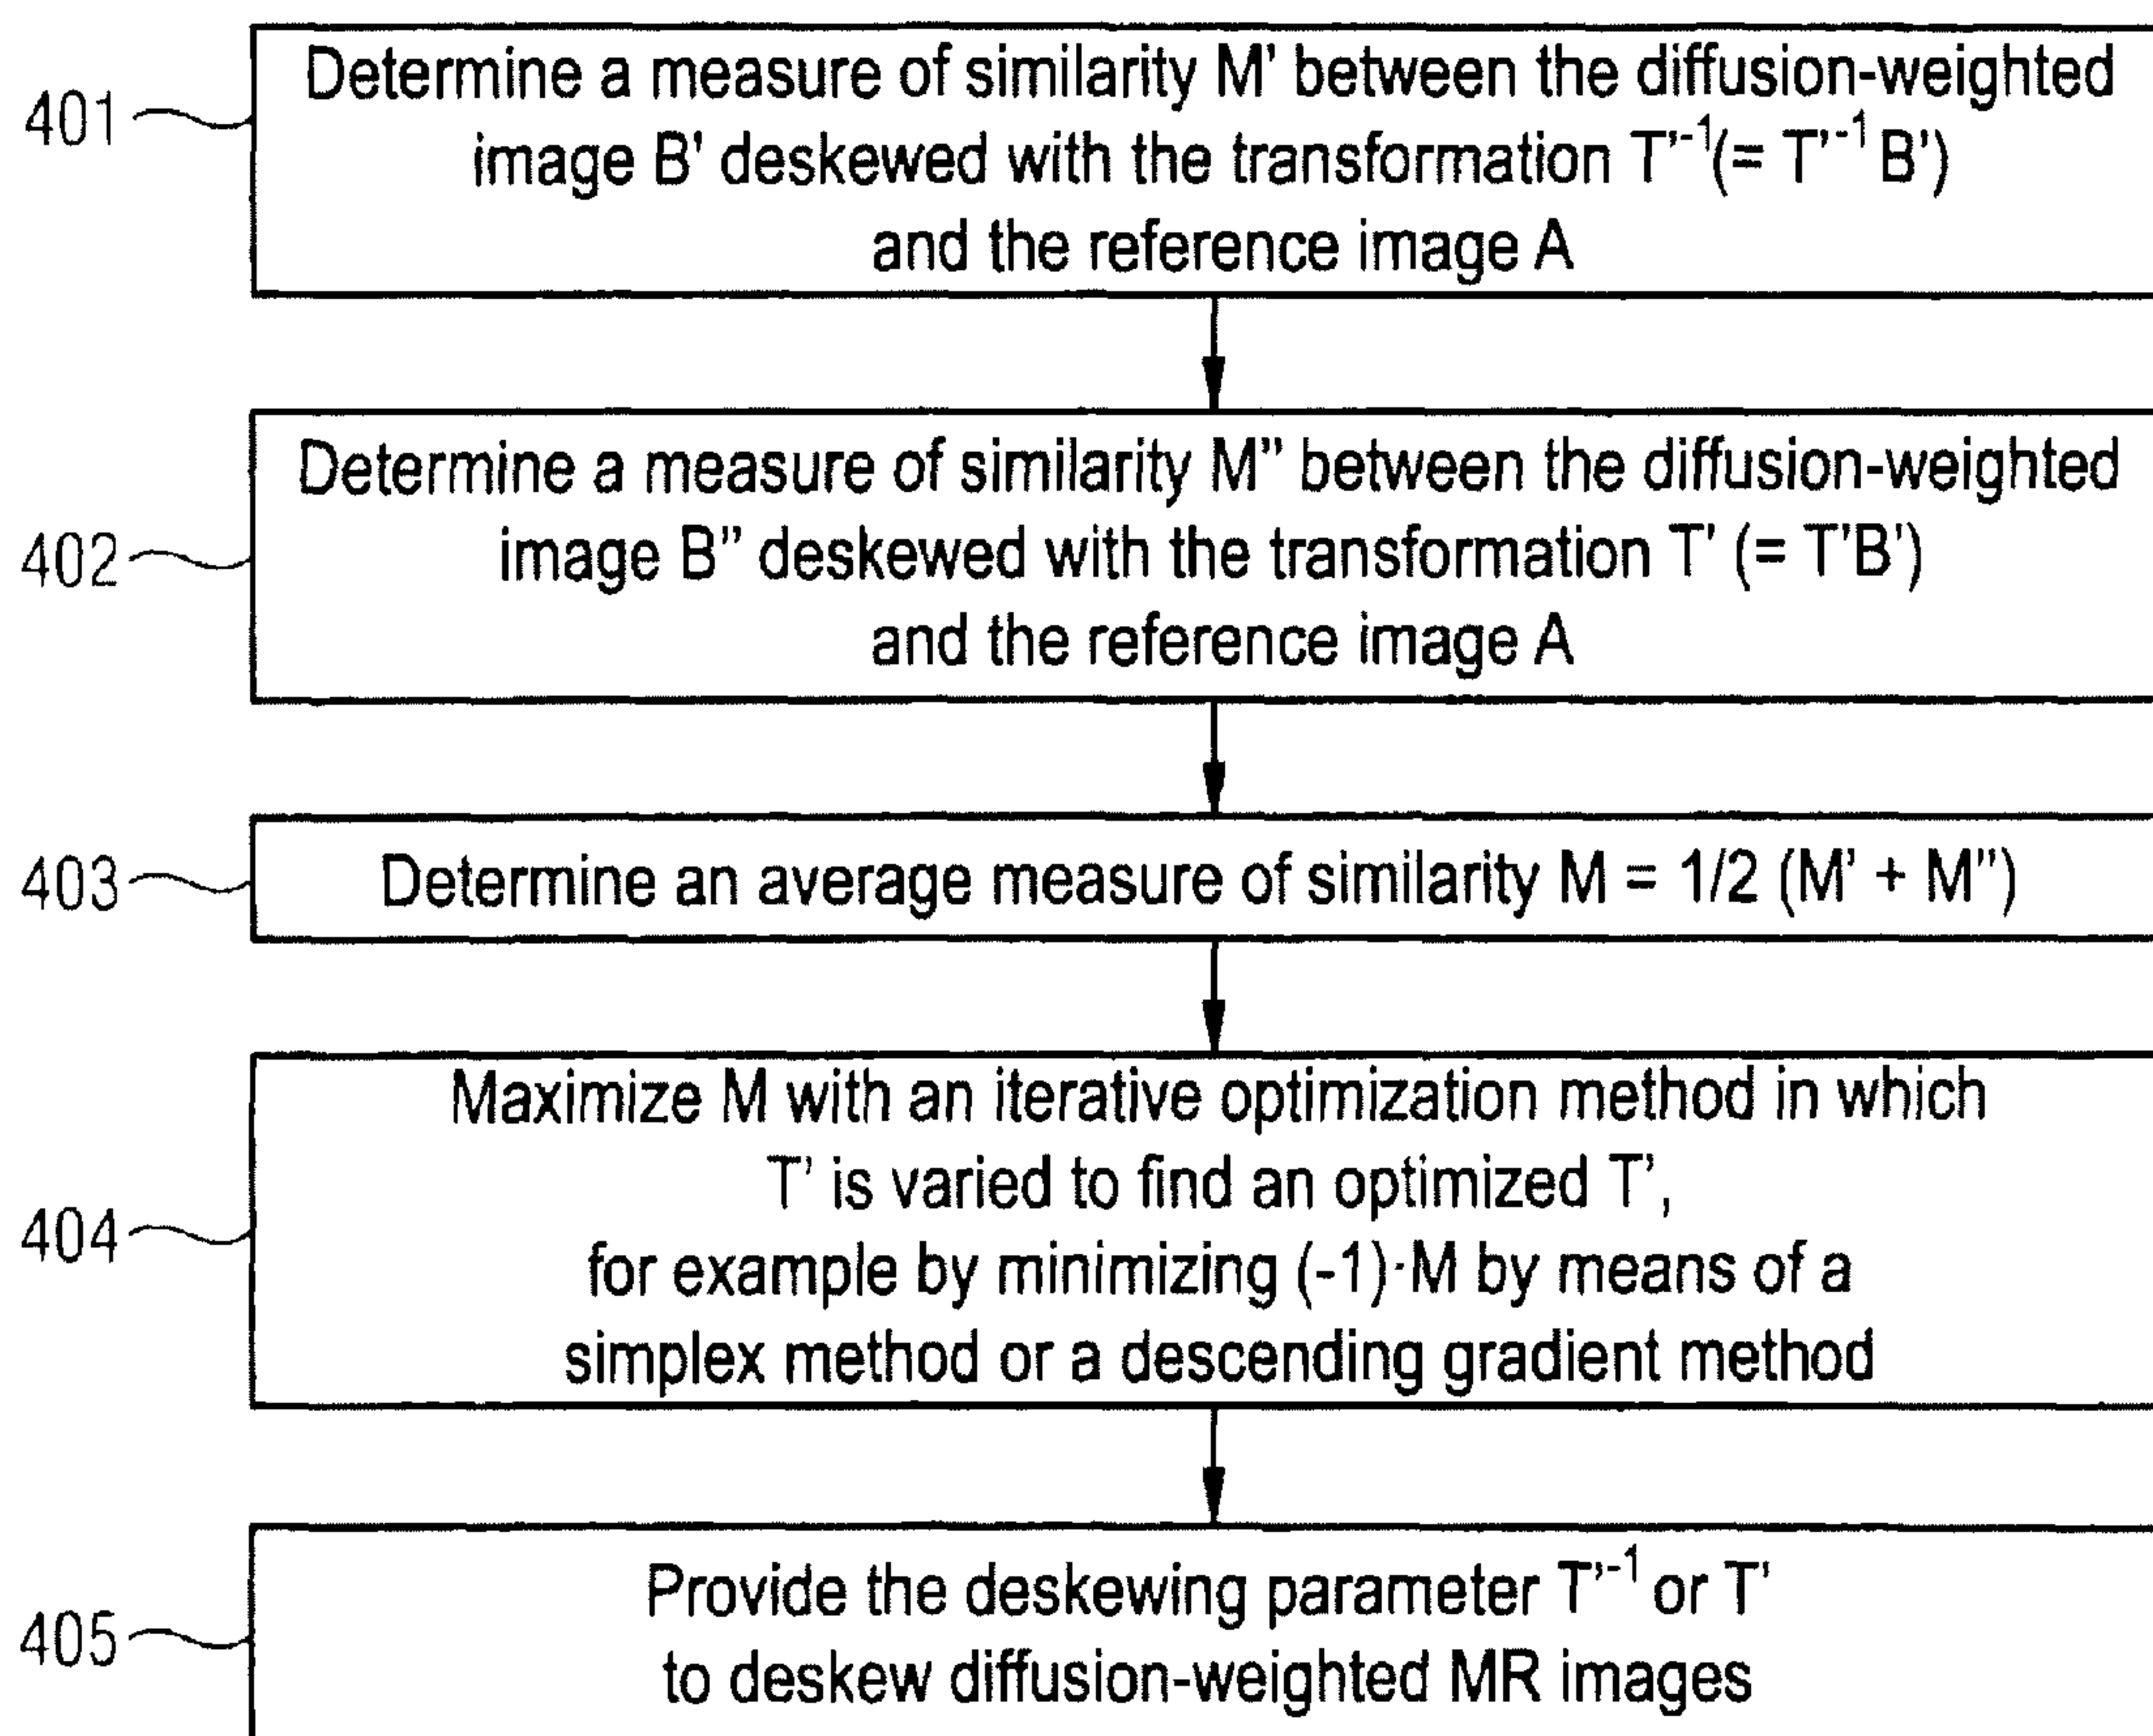 401
Determine a measure of similarity M' between the diffusion-weighted
image B' deskewed with the transformation T'⁻¹(= T'⁻¹ B')
and the reference image A
402
Determine a measure of similarity M” between the diffusion-weighted
image B” deskewed with the transformation T' (= T'B')
and the reference image A
403
Determine an average measure of similarity M = 1/2 (M' + M”)
404
Maximize M with an iterative optimization method in which
T' is varied to find an optimized T',
for example by minimizing (-1)·M by means of a
simplex method or a descending gradient method
405
Provide the deskewing parameter T'⁻¹ or T'
to deskew diffusion-weighted MR images